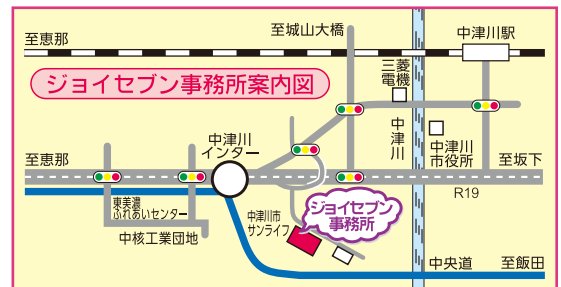 至恵那
至城山大橋
中津川駅
ジョイセブン事務所案内図
三菱
電機
中津川
中津川
市役所
中津川
インター
至恵那
至坂下
R19
東美濃
ふれあいセンター
中核工業団地
中津川市
サンライフ
ジョイセブン
事務所
中央道
至飯田